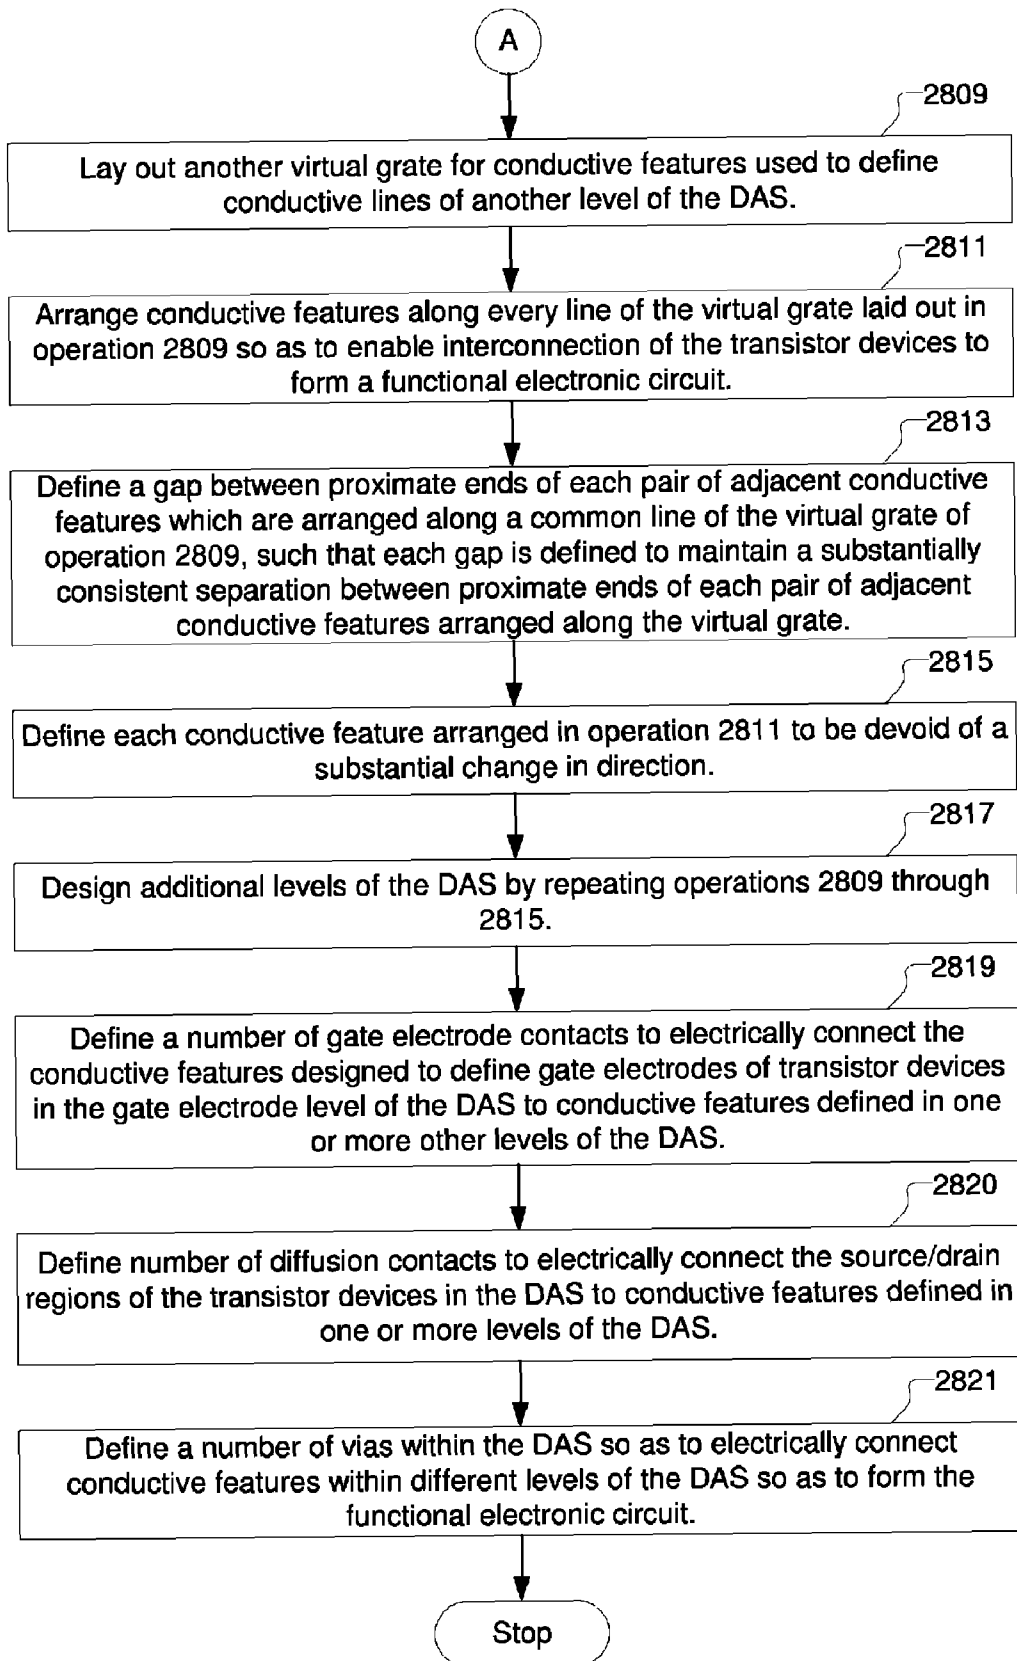 A
2809
Lay out another virtual grate for conductive features used to define
conductive lines of another level of the DAS.
2811
Arrange conductive features along every line of the virtual grate laid out in
operation 2809 so as to enable interconnection of the transistor devices to
form a functional electronic circuit.
2813
Define a gap between proximate ends of each pair of adjacent conductive
features which are arranged along a common line of the virtual grate of
operation 2809, such that each gap is defined to maintain a substantially
consistent separation between proximate ends of each pair of adjacent
conductive features arranged along the virtual grate.
2815
Define each conductive feature arranged in operation 2811 to be devoid of a
substantial change in direction.
2817
Design additional levels of the DAS by repeating operations 2809 through
2815.
2819
Define a number of gate electrode contacts to electrically connect the
conductive features designed to define gate electrodes of transistor devices
in the gate electrode level of the DAS to conductive features defined in one
or more other levels of the DAS.
2820
Define number of diffusion contacts to electrically connect the source/drain
regions of the transistor devices in the DAS to conductive features defined in
one or more levels of the DAS.
2821
Define a number of vias within the DAS so as to electrically connect
conductive features within different levels of the DAS so as to form the
functional electronic circuit.
Stop